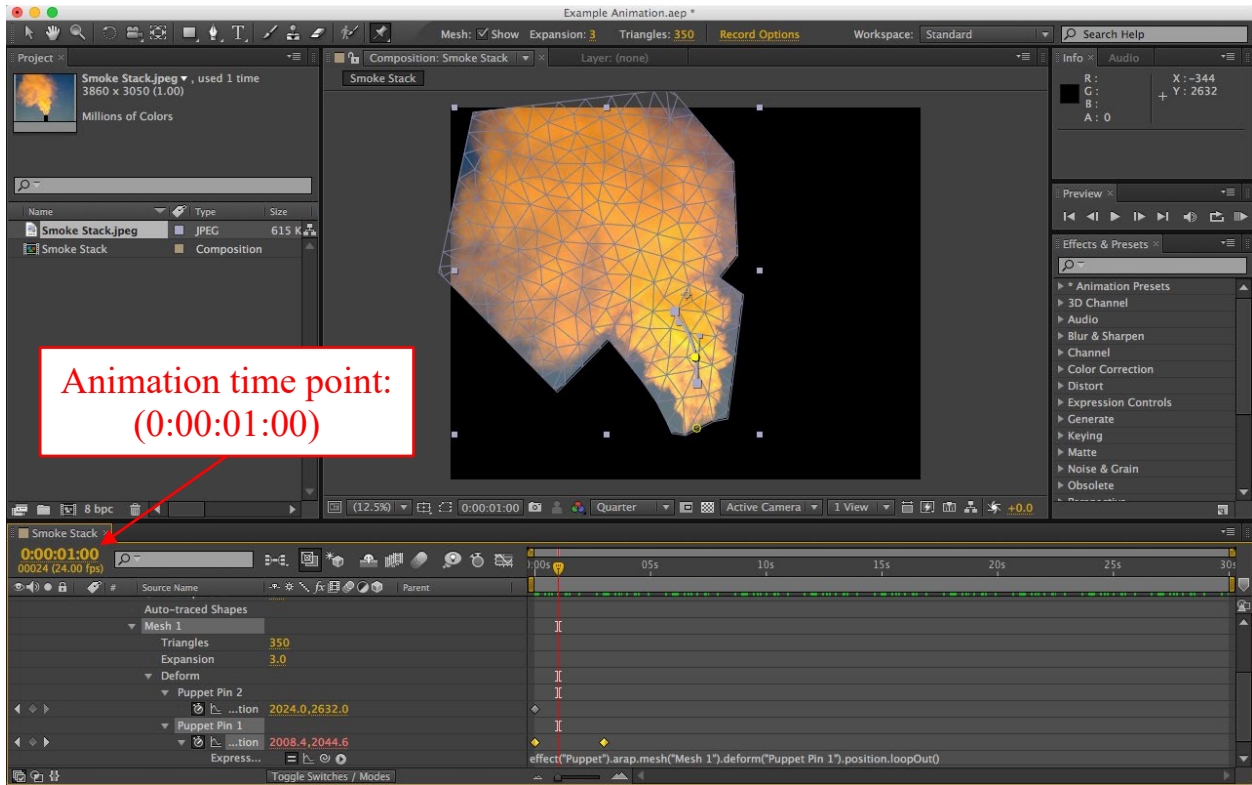 Example Animation.aep *
Mesh: Show Expansion: 3 Triangles: 350 Record Options Workspace: Standard Search Help
Project
Smoke Stack.jpeg , used 1 time
3860 x 3050 (1.00)
Millions of Colors
Name Type Size
Smoke Stack.jpeg JPEG 615 K
Smoke Stack Composition
8 bpc
Composition: Smoke Stack Layer: (none)
Smoke Stack
(12.5%) 0:00:01:00 Quarter Active Camera 1 View +0.0
Info Audio
R : X : -344
G : Y : 2632
B :
A : 0
Preview
Effects & Presets
* Animation Presets
3D Channel
Audio
Blur & Sharpen
Channel
Color Correction
Distort
Expression Controls
Generate
Keying
Matte
Noise & Grain
Obsolete
Animation time point:
(0:00:01:00)
Smoke Stack
0:00:01:00
00024 (24.00 fps)
05s 10s 15s 20s 25s
# Source Name fx Parent
Auto-traced Shapes
Mesh 1
Triangles 350
Expansion 3.0
Deform
Puppet Pin 2
...tion 2024.0,2632.0
Puppet Pin 1
...tion 2008.4,2044.6
Express... effect("Puppet").arap.mesh("Mesh 1").deform("Puppet Pin 1").position.loopOut()
Toggle Switches / Modes